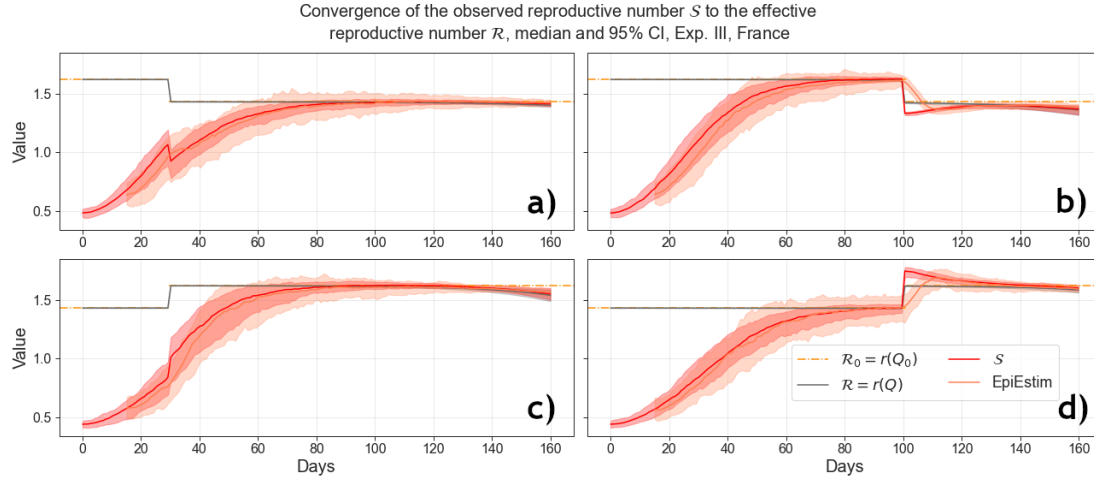 Convergence of the observed reproductive number 𝒮 to the effective
reproductive number ℛ, median and 95% CI, Exp. III, France
Value
1.5
1.0
0.5
0 20 40 60 80 100 120 140 160
a)
0 20 40 60 80 100 120 140 160
b)
Value
1.5
1.0
0.5
0 20 40 60 80 100 120 140 160
Days
c)
ℛ₀ = r(Q₀)
ℛ = r(Q)
𝒮
EpiEstim
0 20 40 60 80 100 120 140 160
Days
d)